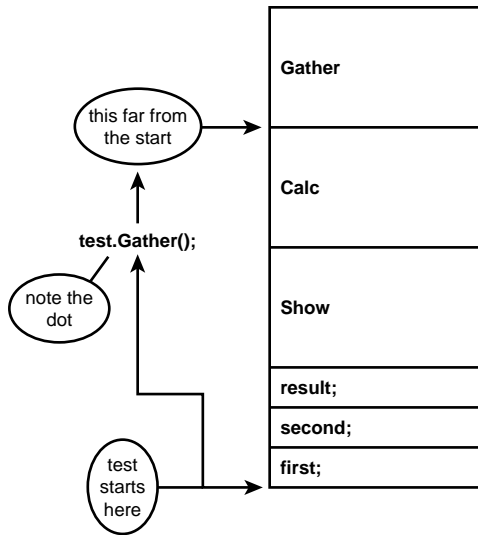 Gather
this far from
the start
Calc
test.Gather();
note the
dot
Show
result;
second;
first;
test
starts
here